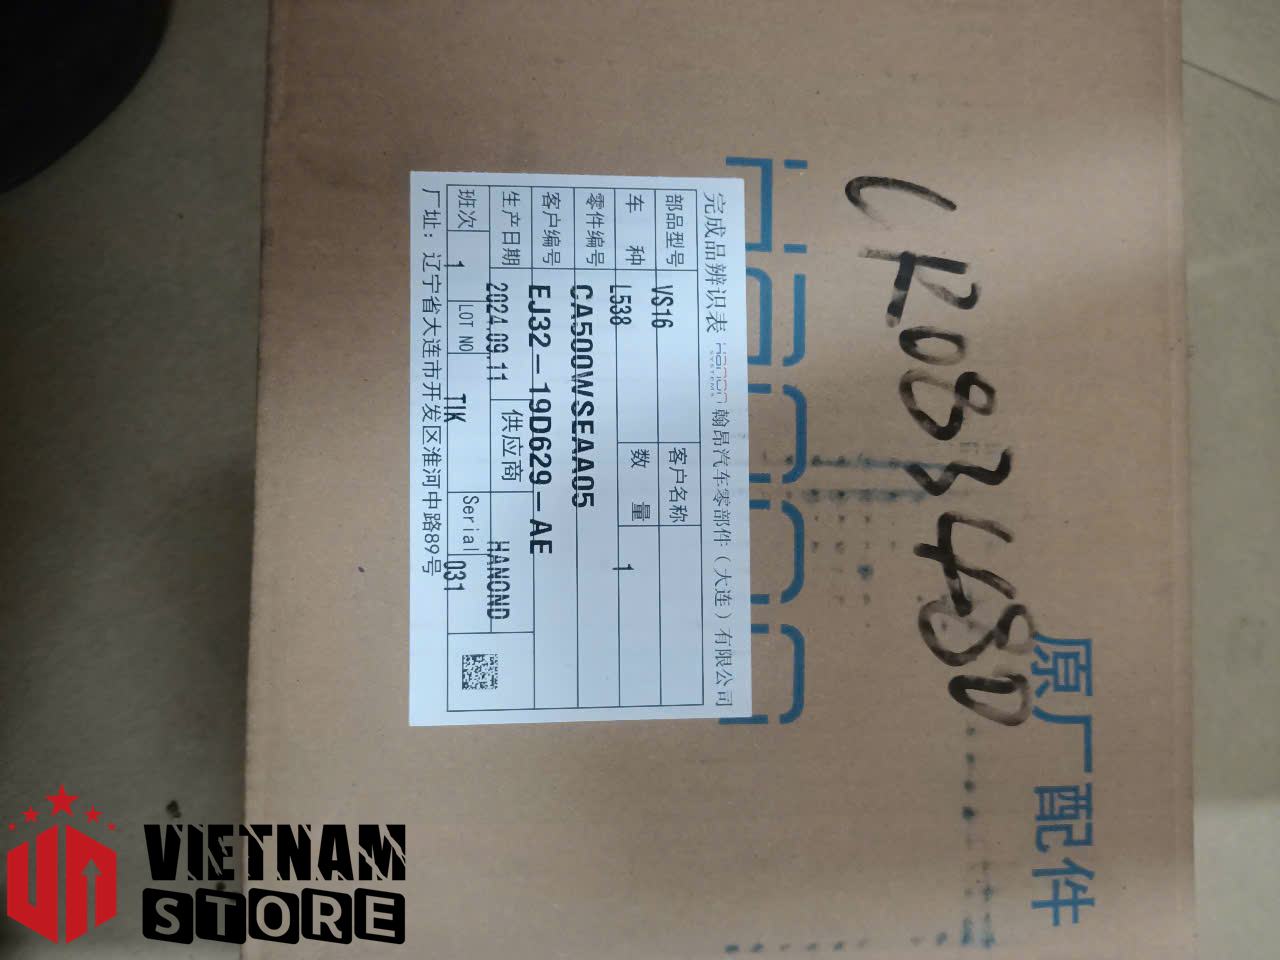 LR083480
原厂配件
hanon
完成品辨识表 Hanon SYSTEMS 翰昂汽车零部件（大连）有限公司
部品型号 VS16 客户名称
车 种 L538 数 量 1
零件编号 CA500WSEAA05
客户编号 EJ32-19D629-AE
生产日期 2024.09.11 供应商 HANOND
班次 1 LOT NO TIK Serial 031
厂址：辽宁省大连市开发区淮河中路89号
VIETNAM
STORE